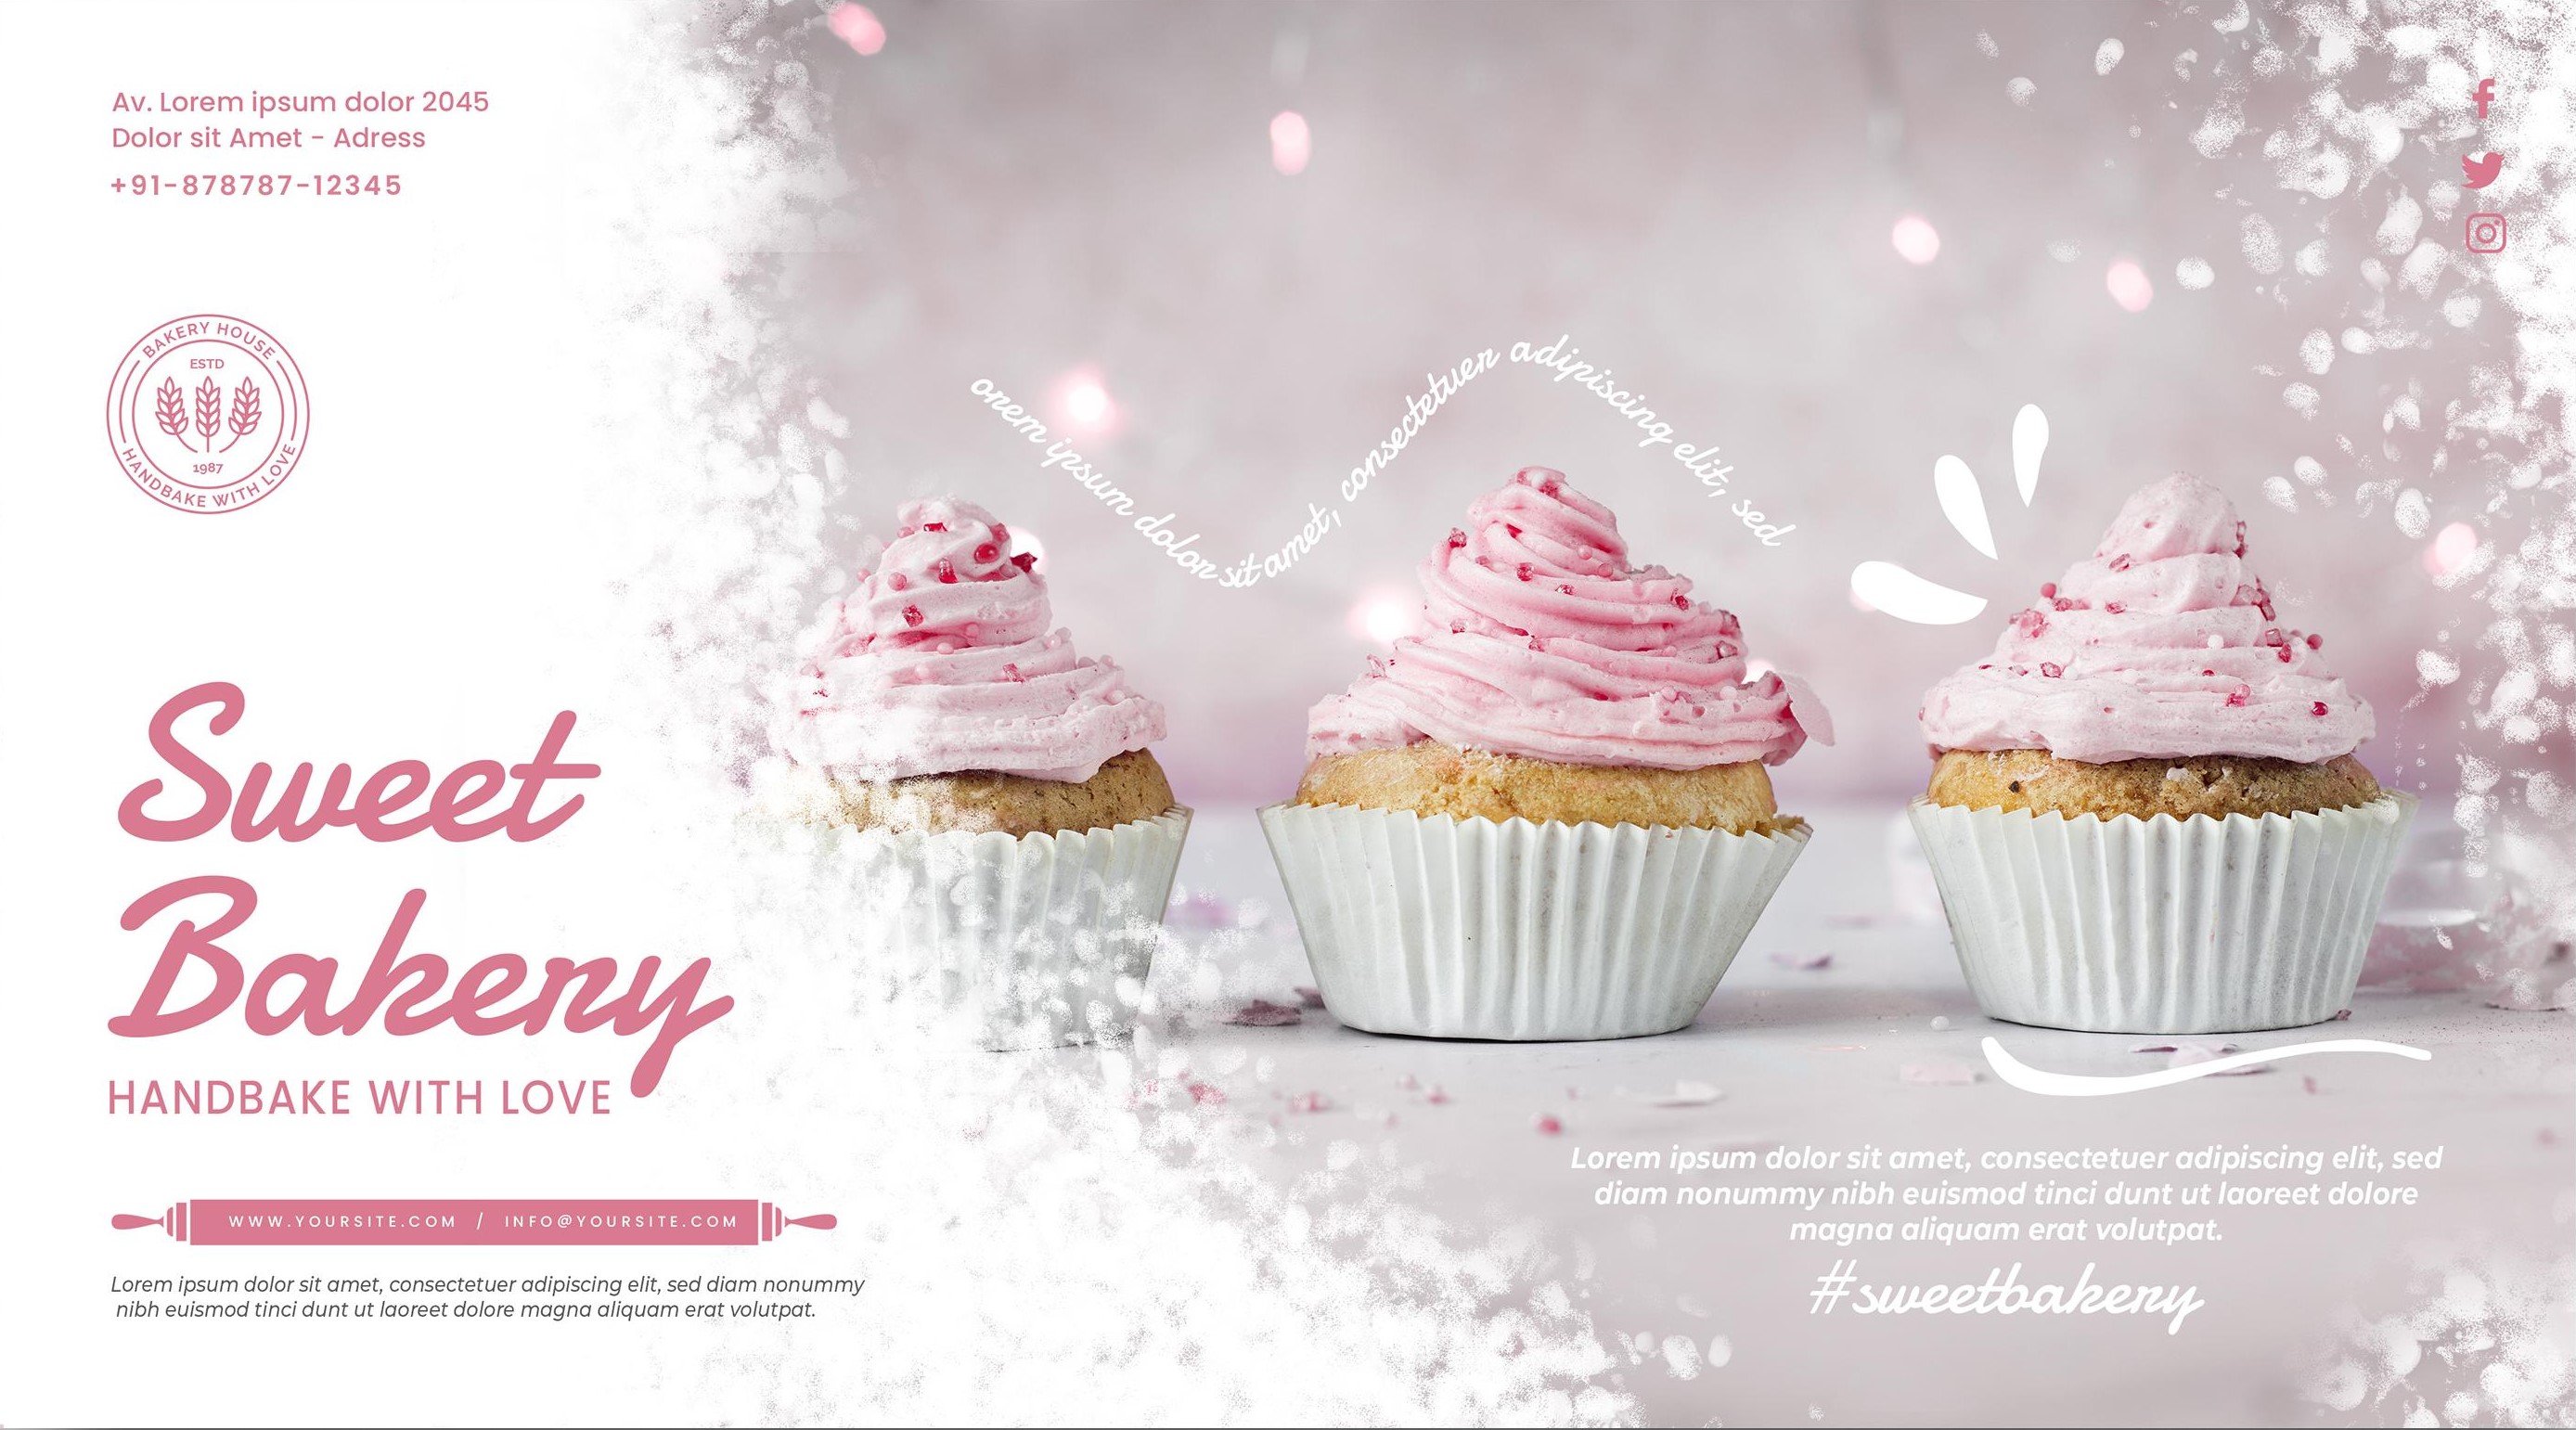 Av. Lorem ipsum dolor 2045
Dolor sit Amet - Adress
+91-878787-12345
BAKERY HOUSE
ESTD
1987
HANDBAKE WITH LOVE
orem ipsum dolor sit amet, consectetuer adipiscing elit, sed
Sweet
Bakery
HANDBAKE WITH LOVE
WWW.YOURSITE.COM / INFO@YOURSITE.COM
Lorem ipsum dolor sit amet, consectetuer adipiscing elit, sed diam nonummy
nibh euismod tinci dunt ut laoreet dolore magna aliquam erat volutpat.
Lorem ipsum dolor sit amet, consectetuer adipiscing elit, sed
diam nonummy nibh euismod tinci dunt ut laoreet dolore
magna aliquam erat volutpat.
#sweetbakery